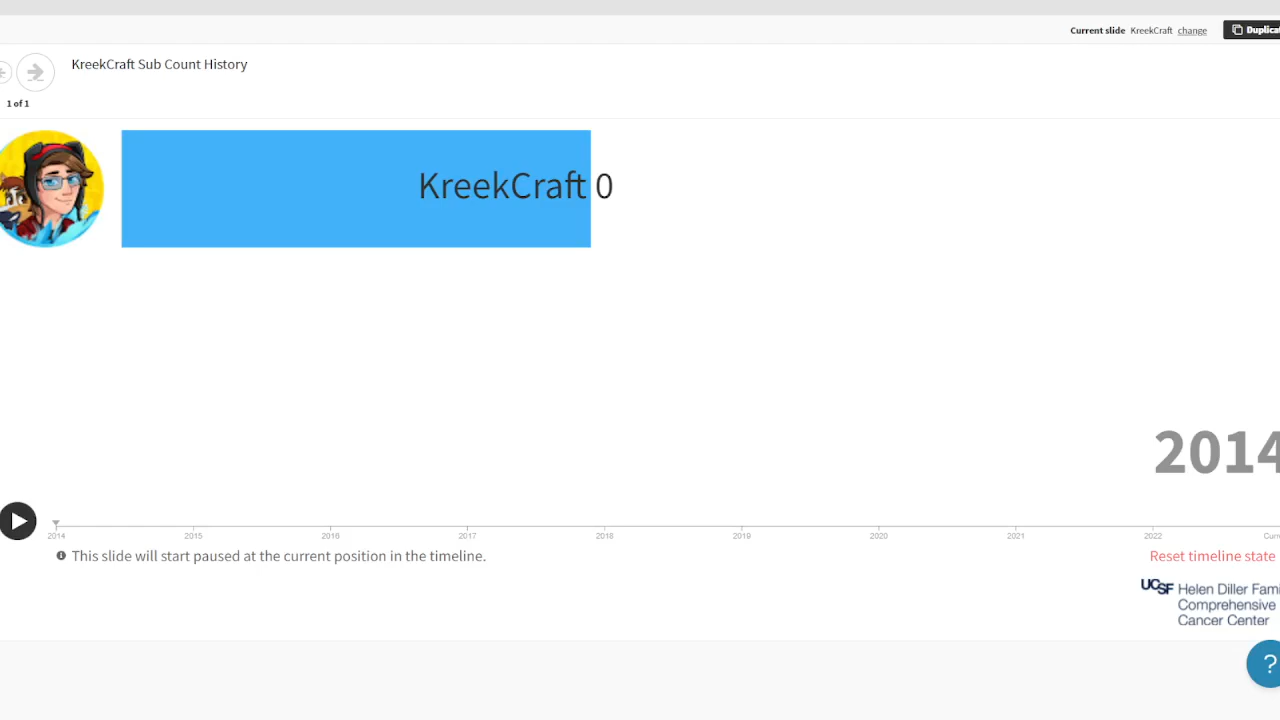 Current slide KreekCraft change
KreekCraft Sub Count History
1 of 1
KreekCraft 0
2014
2014 2015 2016 2017 2018 2019 2020 2021 2022
This slide will start paused at the current position in the timeline.
Reset timeline state
UCSF Helen Diller
Comprehensive
Cancer Center
?